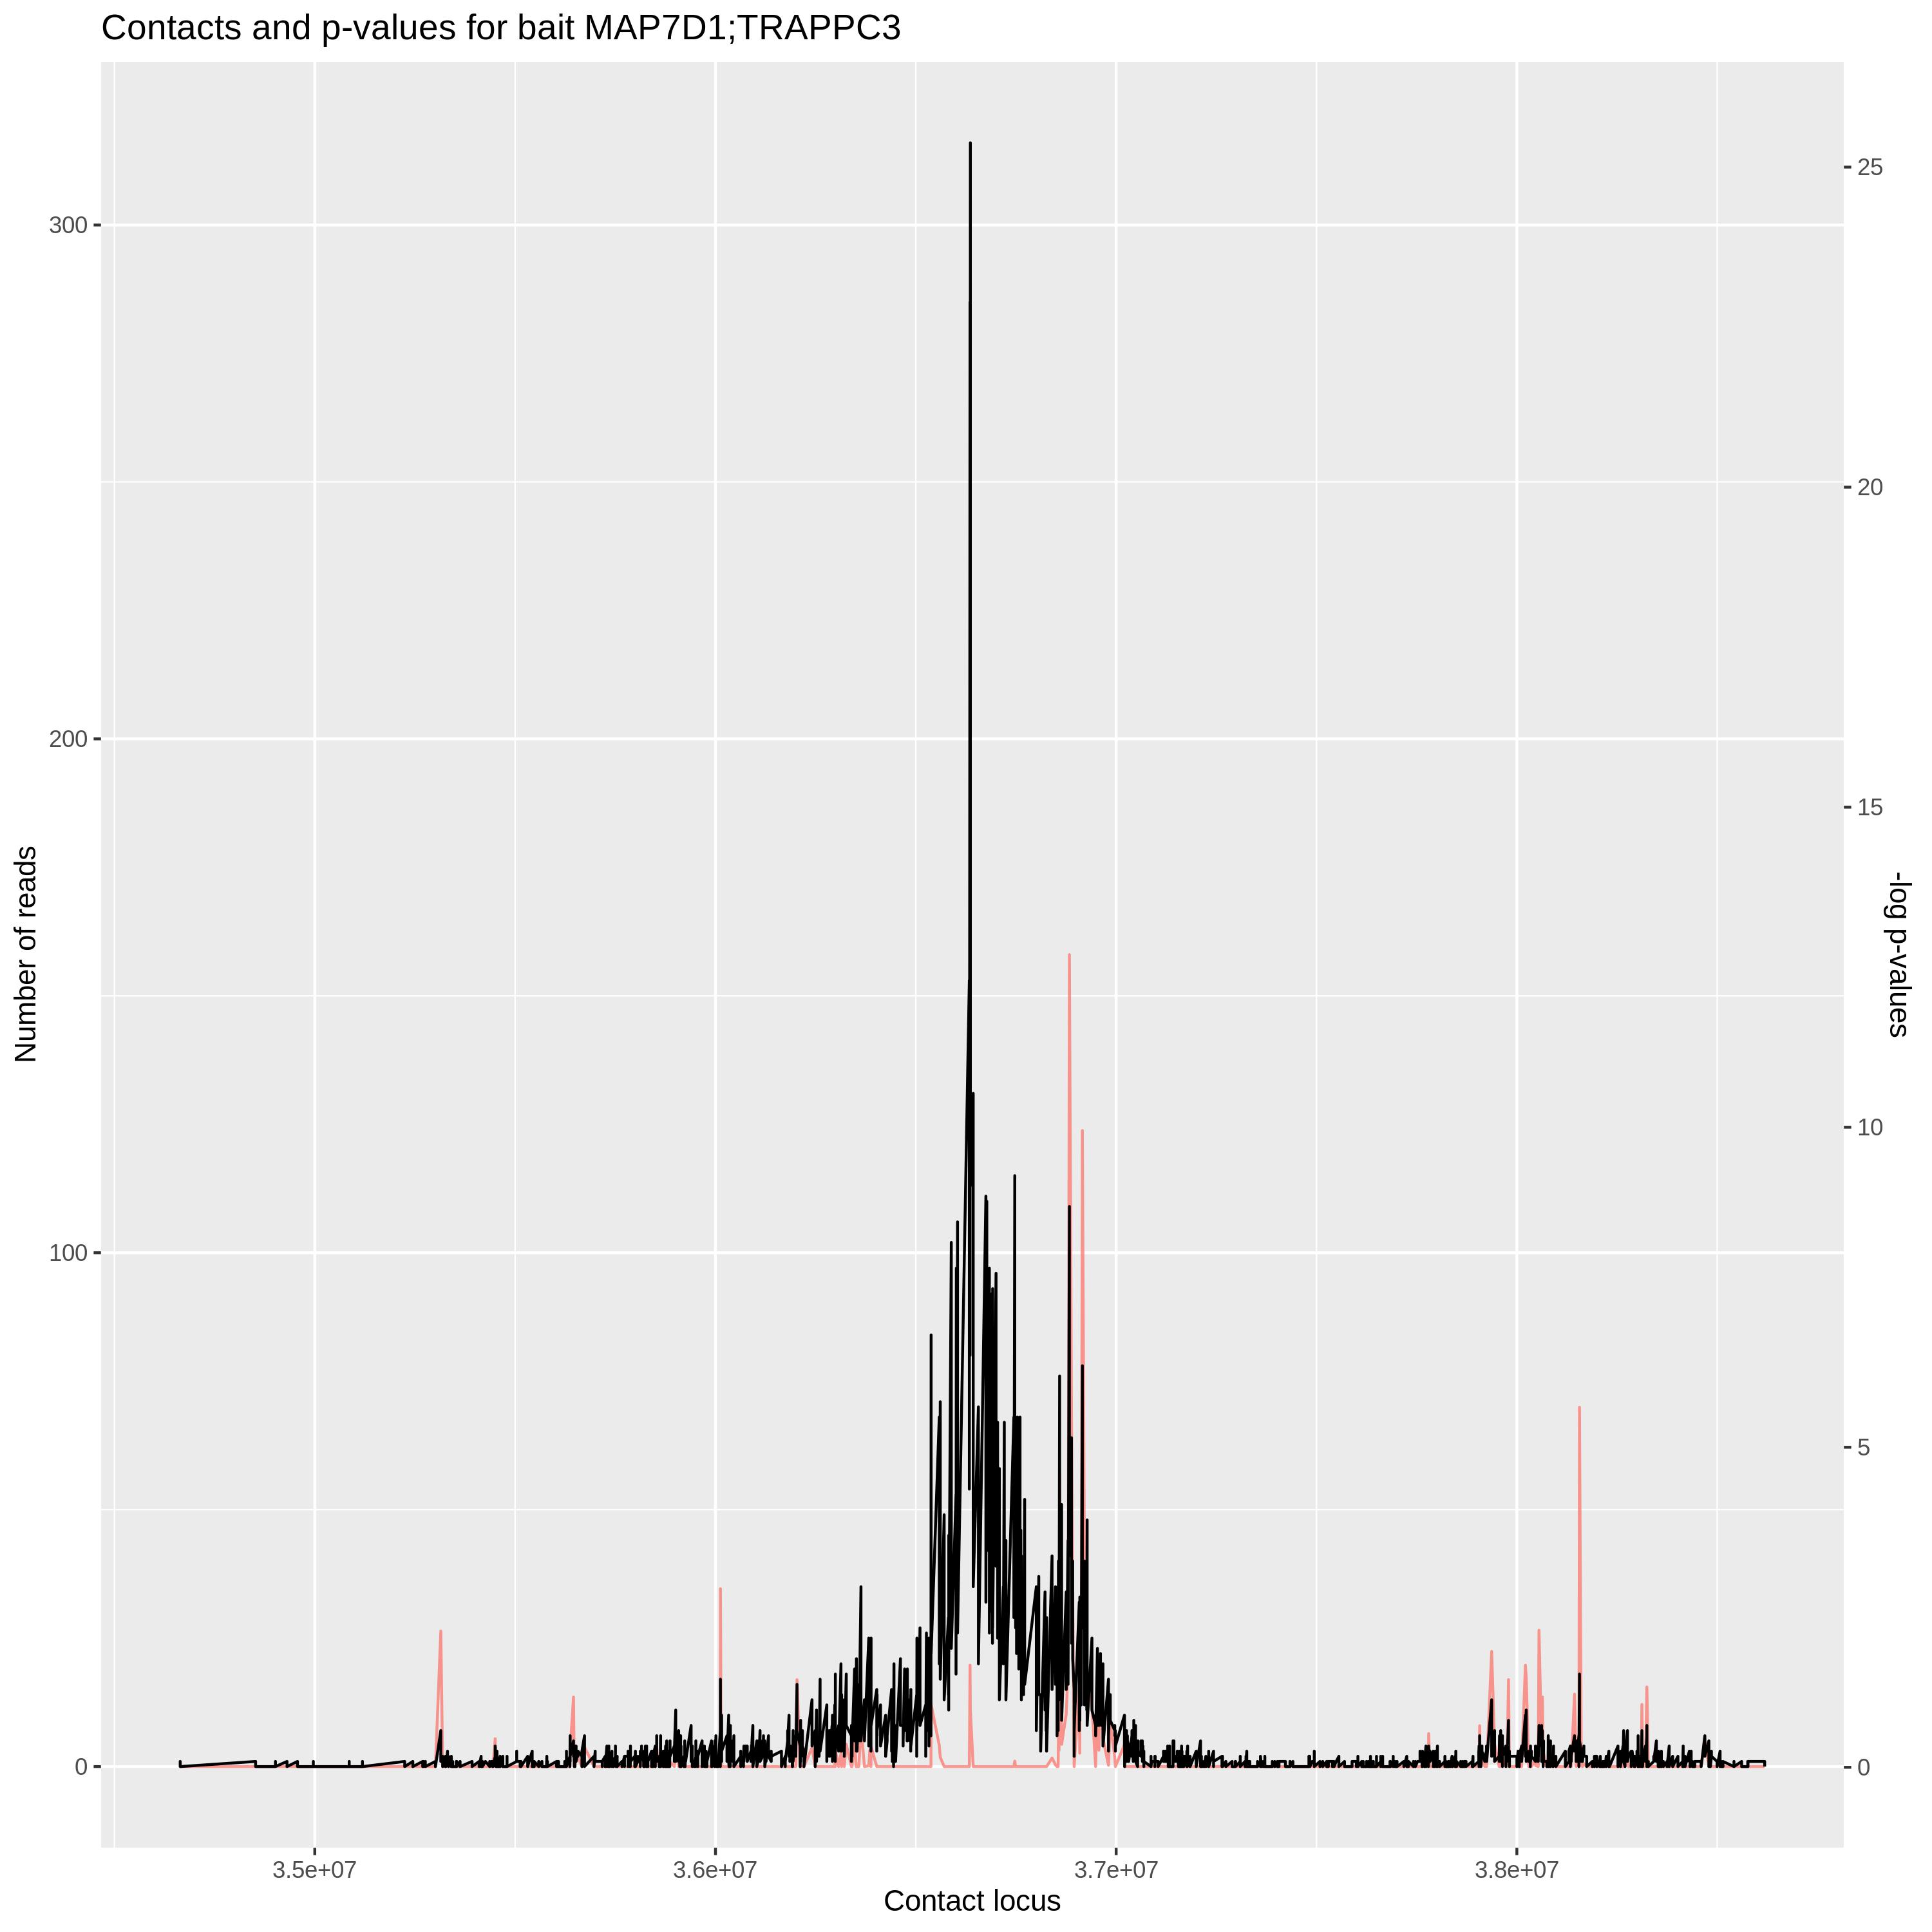 Contacts and p-values for bait MAP7D1;TRAPPC3
300
200
100
0
Number of reads
25
20
15
10
5
0
-log p-values
3.5e+07
3.6e+07
3.7e+07
3.8e+07
Contact locus